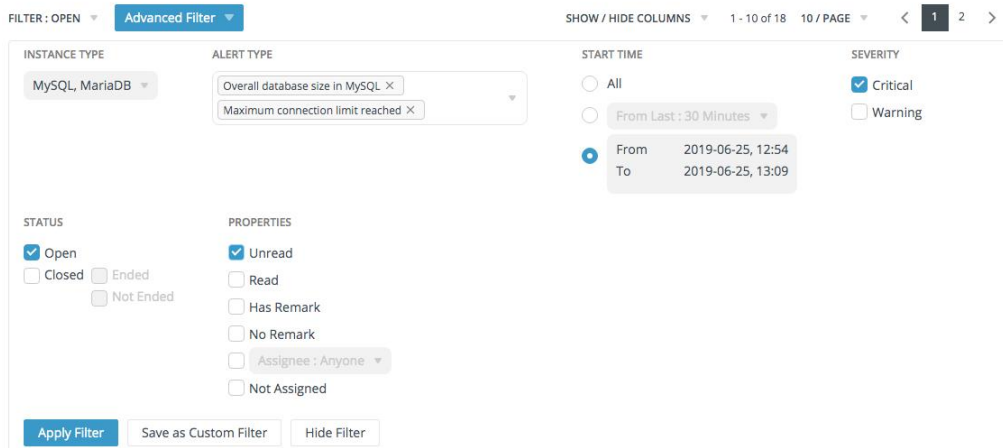 FILTER : OPEN Advanced Filter SHOW / HIDE COLUMNS 1 - 10 of 18 10 / PAGE 1 2
INSTANCE TYPE ALERT TYPE START TIME SEVERITY
MySQL, MariaDB Overall database size in MySQL × All Critical
Maximum connection limit reached × From Last : 30 Minutes Warning
From 2019-06-25, 12:54
To 2019-06-25, 13:09
STATUS PROPERTIES
Open Unread
Closed Ended Read
Not Ended Has Remark
No Remark
Assignee : Anyone
Not Assigned
Apply Filter Save as Custom Filter Hide Filter